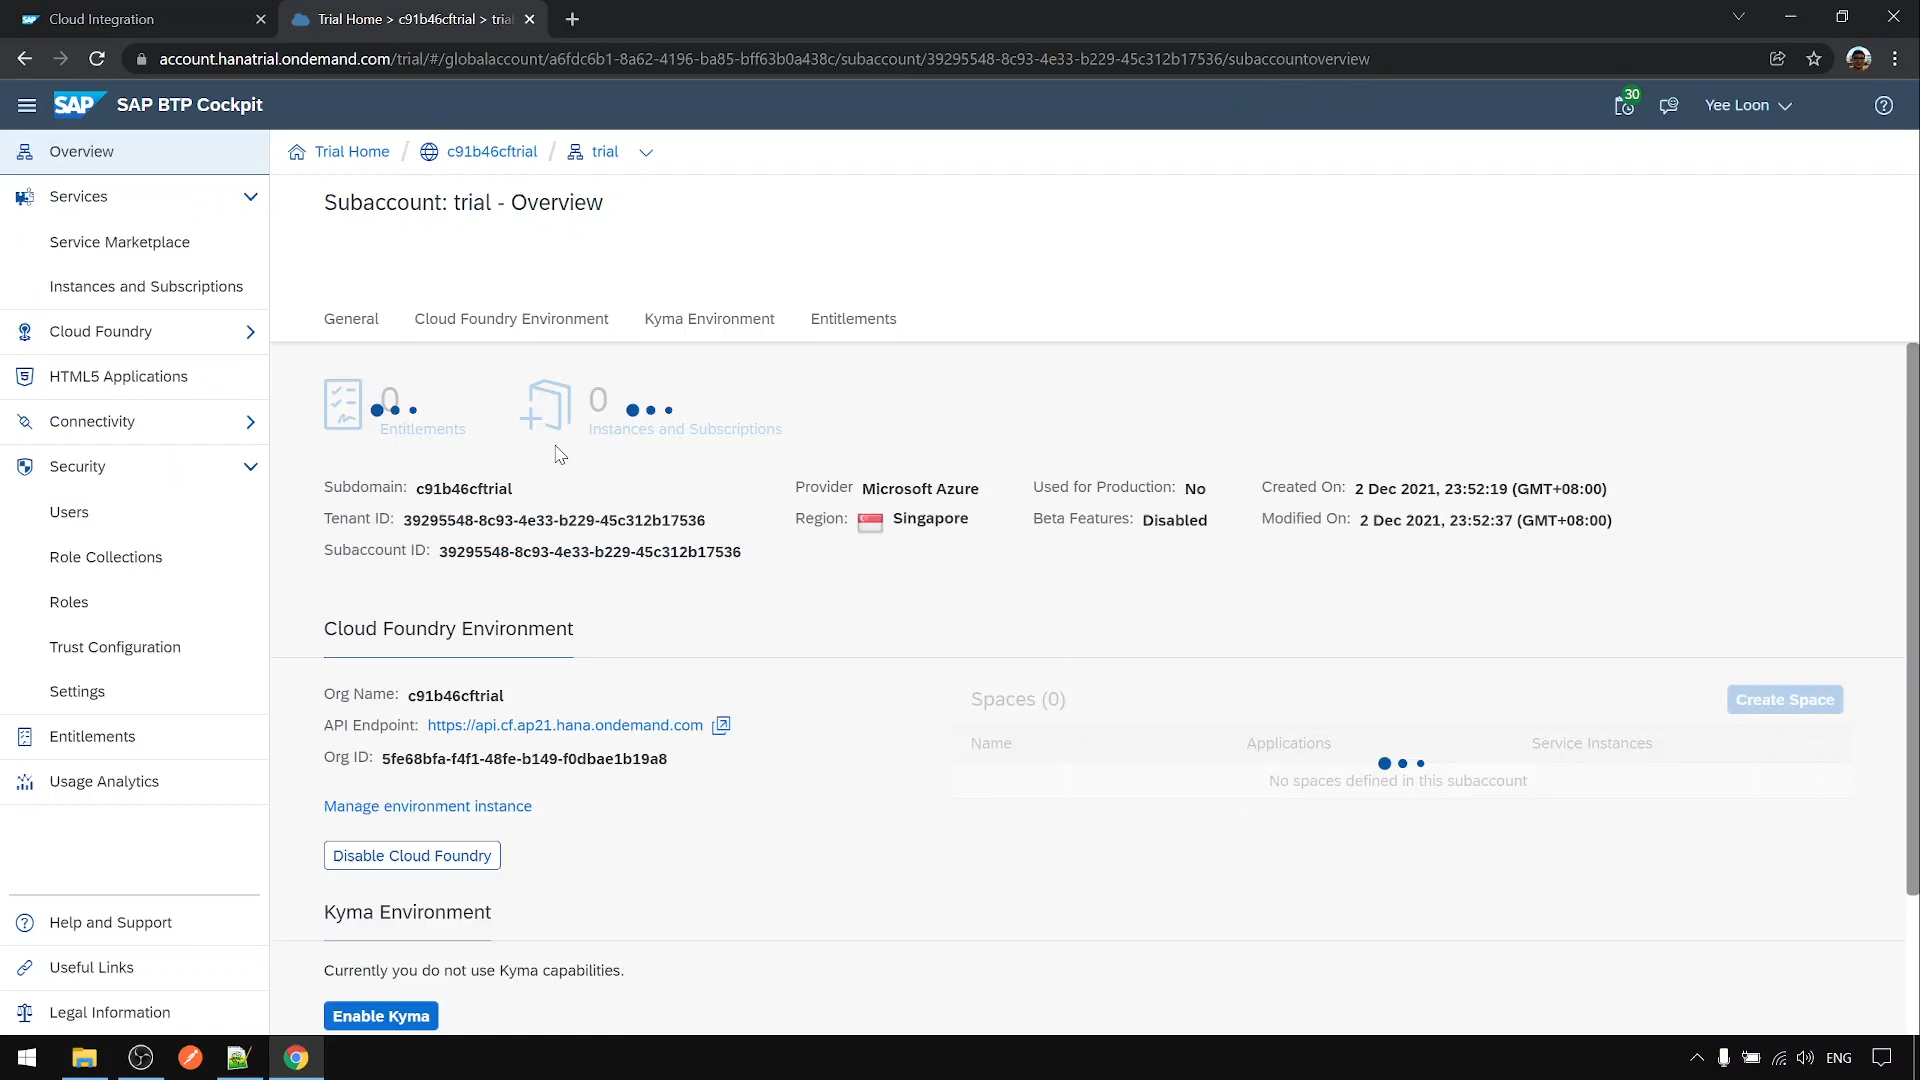 Cloud Integration
Trial Home > c91b46cftrial > tria
account.hanatrial.ondemand.com/trial/#/globalaccount/a6fdc6b1-8a62-4196-ba85-bff63b0a438c/subaccount/39295548-8c93-4e33-b229-45c312b17536/subaccountoverview
SAP
SAP BTP Cockpit
30
Yee Loon
Overview
Services
Service Marketplace
Instances and Subscriptions
Cloud Foundry
HTML5 Applications
Connectivity
Security
Users
Role Collections
Roles
Trust Configuration
Settings
Entitlements
Usage Analytics
Help and Support
Useful Links
Legal Information
Trial Home / c91b46cftrial / trial
Subaccount: trial - Overview
General
Cloud Foundry Environment
Kyma Environment
Entitlements
0
Entitlements
0
Instances and Subscriptions
Subdomain: c91b46cftrial
Tenant ID: 39295548-8c93-4e33-b229-45c312b17536
Subaccount ID: 39295548-8c93-4e33-b229-45c312b17536
Provider Microsoft Azure
Region: Singapore
Used for Production: No
Beta Features: Disabled
Created On: 2 Dec 2021, 23:52:19 (GMT+08:00)
Modified On: 2 Dec 2021, 23:52:37 (GMT+08:00)
Cloud Foundry Environment
Org Name: c91b46cftrial
API Endpoint: https://api.cf.ap21.hana.ondemand.com
Org ID: 5fe68bfa-f4f1-48fe-b149-f0dbae1b19a8
Manage environment instance
Disable Cloud Foundry
Spaces (0)
Create Space
Name
Applications
Service Instances
No spaces defined in this subaccount
Kyma Environment
Currently you do not use Kyma capabilities.
Enable Kyma
ENG